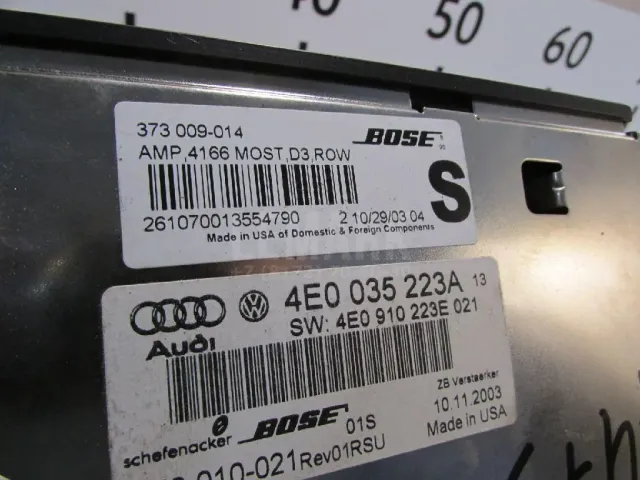 50
60
373 009-014
BOSE
AMP,4166 MOST,D3,ROW
S
261070013554790 2 10/29/03 04
Made in USA of Domestic & Foreign Components
4E0 035 223A 13
SW: 4E0 910 223E 021
Audi
ZB Verstaerker
10.11.2003
Made in USA
schefenacker BOSE 01S
010-021Rev01RSU